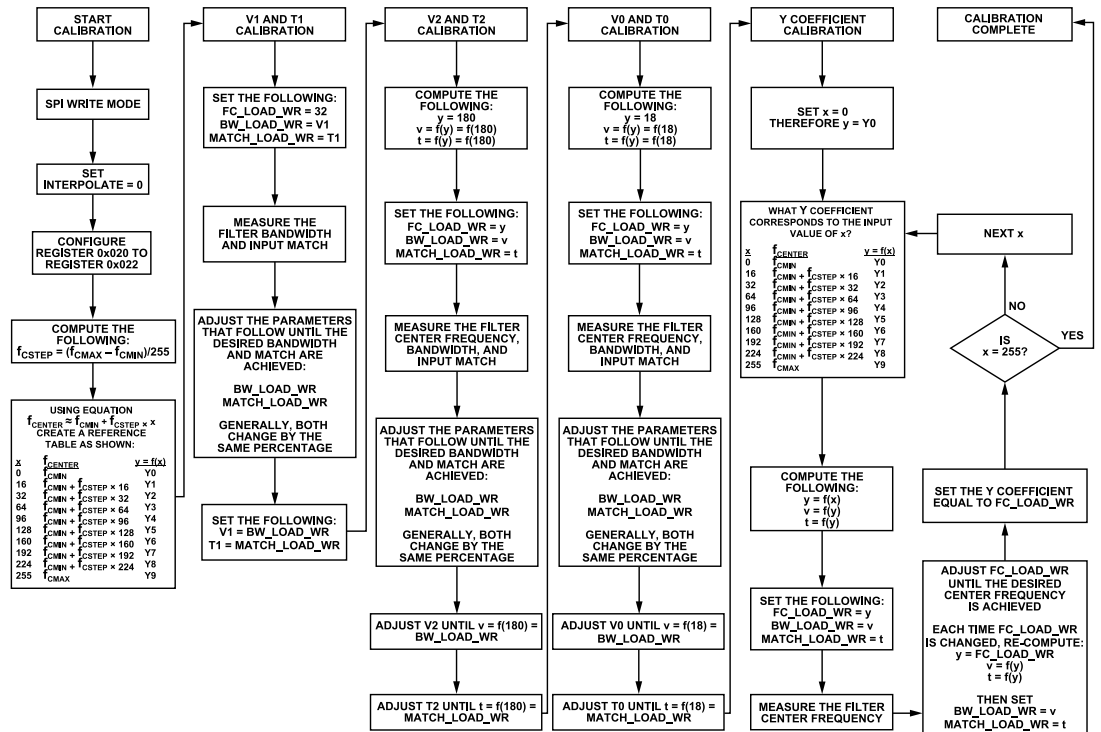 START
CALIBRATION
SPI WRITE MODE
SET
INTERPOLATE = 0
CONFIGURE
REGISTER 0x020 TO
REGISTER 0x022
COMPUTE THE
FOLLOWING:
fCSTEP = (fCMAX – fCMIN)/255
USING EQUATION
fCENTER ≈ fCMIN + fCSTEP × x
CREATE A REFERENCE
TABLE AS SHOWN:
x fCENTER y = f(x)
0 fCMIN Y0
16 fCMIN + fCSTEP × 16 Y1
32 fCMIN + fCSTEP × 32 Y2
64 fCMIN + fCSTEP × 64 Y3
96 fCMIN + fCSTEP × 96 Y4
128 fCMIN + fCSTEP × 128 Y5
160 fCMIN + fCSTEP × 160 Y6
192 fCMIN + fCSTEP × 192 Y7
224 fCMIN + fCSTEP × 224 Y8
255 fCMAX Y9
V1 AND T1
CALIBRATION
SET THE FOLLOWING:
FC_LOAD_WR = 32
BW_LOAD_WR = V1
MATCH_LOAD_WR = T1
MEASURE THE
FILTER BANDWIDTH
AND INPUT MATCH
ADJUST THE PARAMETERS
THAT FOLLOW UNTIL THE
DESIRED BANDWIDTH
AND MATCH ARE
ACHIEVED:
BW_LOAD_WR
MATCH_LOAD_WR
GENERALLY, BOTH
CHANGE BY THE
SAME PERCENTAGE
SET THE FOLLOWING:
V1 = BW_LOAD_WR
T1 = MATCH_LOAD_WR
V2 AND T2
CALIBRATION
COMPUTE THE
FOLLOWING:
y = 180
v = f(y) = f(180)
t = f(y) = f(180)
SET THE FOLLOWING:
FC_LOAD_WR = y
BW_LOAD_WR = v
MATCH_LOAD_WR = t
MEASURE THE FILTER
CENTER FREQUENCY,
BANDWIDTH, AND
INPUT MATCH
ADJUST THE PARAMETERS
THAT FOLLOW UNTIL THE
DESIRED BANDWIDTH
AND MATCH ARE
ACHIEVED:
BW_LOAD_WR
MATCH_LOAD_WR
GENERALLY, BOTH
CHANGE BY THE
SAME PERCENTAGE
ADJUST V2 UNTIL v = f(180) =
BW_LOAD_WR
ADJUST T2 UNTIL t = f(180) =
MATCH_LOAD_WR
V0 AND T0
CALIBRATION
COMPUTE THE
FOLLOWING:
y = 18
v = f(y) = f(18)
t = f(y) = f(18)
SET THE FOLLOWING:
FC_LOAD_WR = y
BW_LOAD_WR = v
MATCH_LOAD_WR = t
MEASURE THE FILTER
CENTER FREQUENCY,
BANDWIDTH, AND
INPUT MATCH
ADJUST THE PARAMETERS
THAT FOLLOW UNTIL THE
DESIRED BANDWIDTH
AND MATCH ARE
ACHIEVED:
BW_LOAD_WR
MATCH_LOAD_WR
GENERALLY, BOTH
CHANGE BY THE
SAME PERCENTAGE
ADJUST V0 UNTIL v = f(18) =
BW_LOAD_WR
ADJUST T0 UNTIL t = f(18) =
MATCH_LOAD_WR
Y COEFFICIENT
CALIBRATION
SET x = 0
THEREFORE y = Y0
WHAT Y COEFFICIENT
CORRESPONDS TO THE INPUT
VALUE OF x?
x fCENTER y = f(x)
0 fCMIN Y0
16 fCMIN + fCSTEP × 16 Y1
32 fCMIN + fCSTEP × 32 Y2
64 fCMIN + fCSTEP × 64 Y3
96 fCMIN + fCSTEP × 96 Y4
128 fCMIN + fCSTEP × 128 Y5
160 fCMIN + fCSTEP × 160 Y6
192 fCMIN + fCSTEP × 192 Y7
224 fCMIN + fCSTEP × 224 Y8
255 fCMAX Y9
COMPUTE THE
FOLLOWING:
y = f(x)
v = f(y)
t = f(y)
SET THE FOLLOWING:
FC_LOAD_WR = y
BW_LOAD_WR = v
MATCH_LOAD_WR = t
MEASURE THE FILTER
CENTER FREQUENCY
ADJUST FC_LOAD_WR
UNTIL THE DESIRED
CENTER FREQUENCY
IS ACHIEVED
EACH TIME FC_LOAD_WR
IS CHANGED, RE-COMPUTE:
y = FC_LOAD_WR
v = f(y)
t = f(y)
THEN SET
BW_LOAD_WR = v
MATCH_LOAD_WR = t
SET THE Y COEFFICIENT
EQUAL TO FC_LOAD_WR
IS
x = 255?
NO
YES
NEXT x
CALIBRATION
COMPLETE